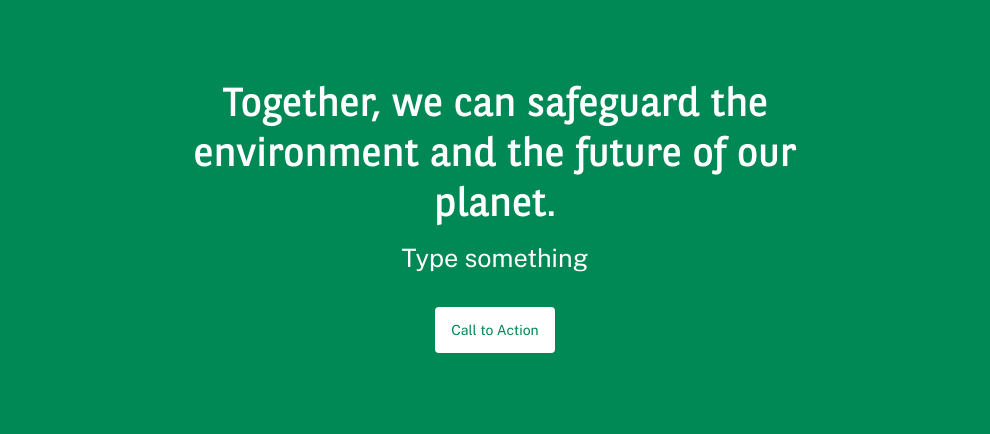 Together, we can safeguard the
environment and the future of our
planet.
Type something
Call to Action